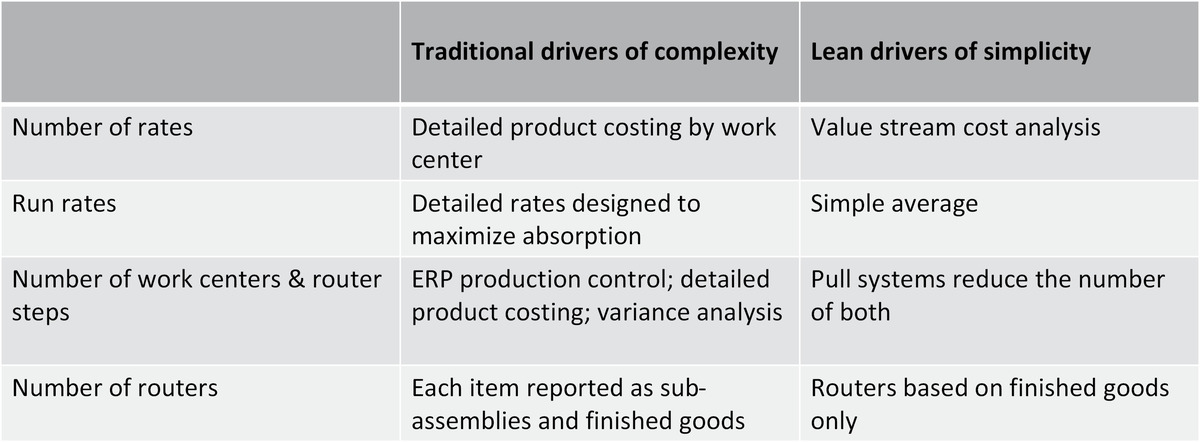 Traditional drivers of complexity
Lean drivers of simplicity
Number of rates
Detailed product costing by work
center
Value stream cost analysis
Run rates
Detailed rates designed to
maximize absorption
Simple average
Number of work centers & router
steps
ERP production control; detailed
product costing; variance analysis
Pull systems reduce the number
of both
Number of routers
Each item reported as sub-
assemblies and finished goods
Routers based on finished goods
only